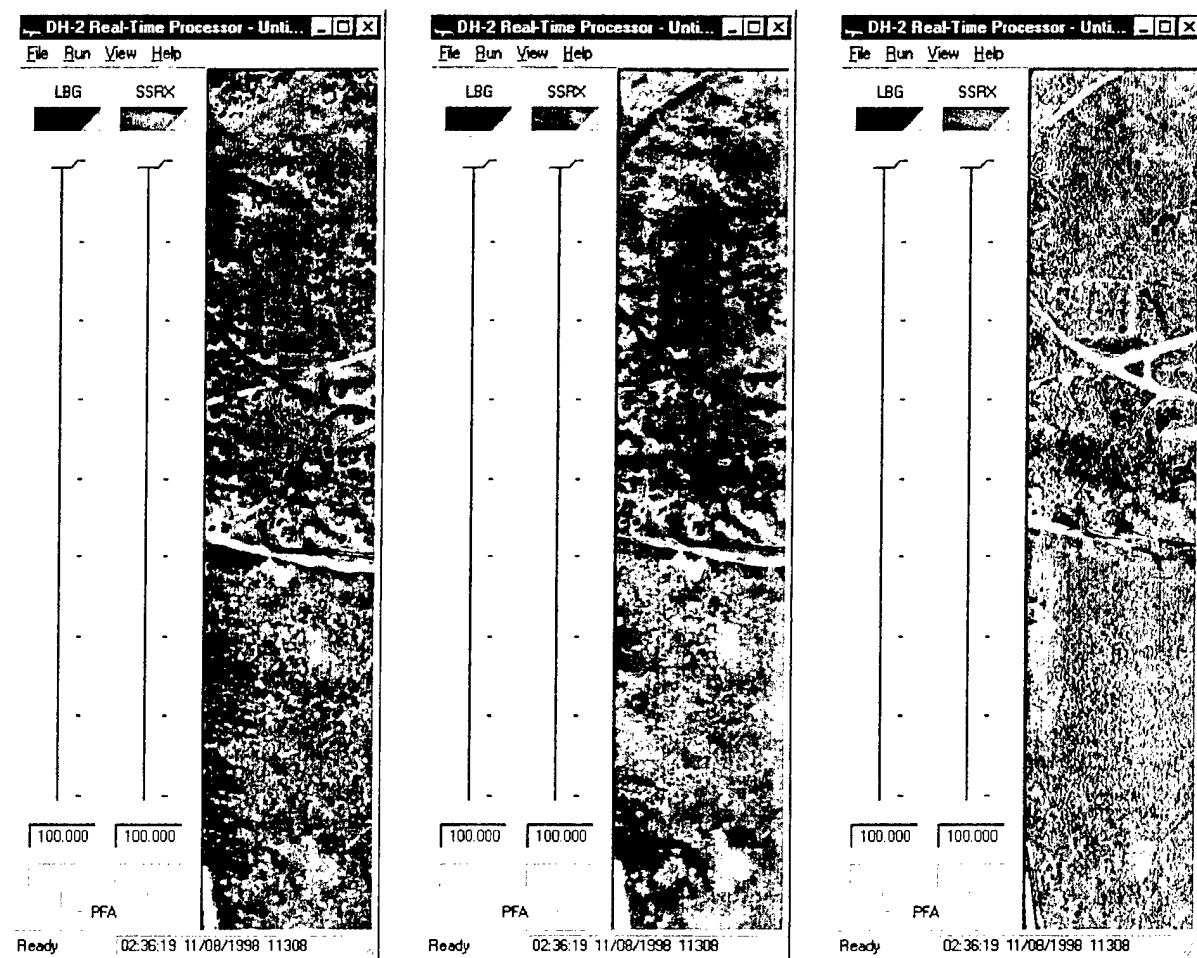 DH-2 Real-Time Processor - Unti...
File Run View Help
LBG SSRX
100.000 100.000
PFA
Ready 02:36:19 11/08/1998 11308
DH-2 Real-Time Processor - Unti...
File Run View Help
LBG SSRX
100.000 100.000
PFA
Ready 02:36:19 11/08/1998 11308
DH-2 Real-Time Processor - Unti...
File Run View Help
LBG SSRX
100.000 100.000
PFA
Ready 02:36:19 11/08/1998 11308